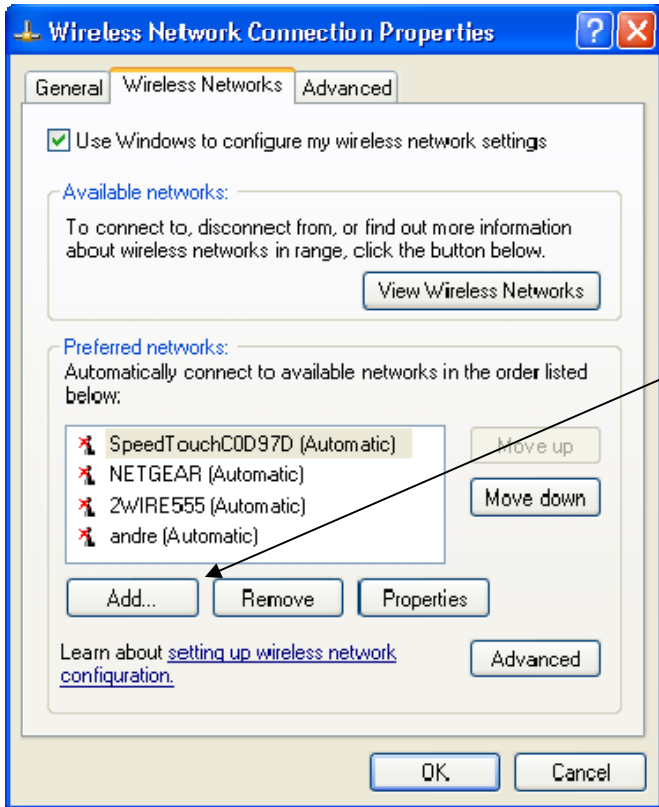 Wireless Network Connection Properties
General Wireless Networks Advanced
Use Windows to configure my wireless network settings
Available networks:
To connect to, disconnect from, or find out more information
about wireless networks in range, click the button below.
View Wireless Networks
Preferred networks:
Automatically connect to available networks in the order listed
below:
SpeedTouchC0D97D (Automatic)
NETGEAR (Automatic)
2WIRE555 (Automatic)
andre (Automatic)
Move up
Move down
Add... Remove Properties
Learn about setting up wireless network
configuration.
Advanced
OK Cancel